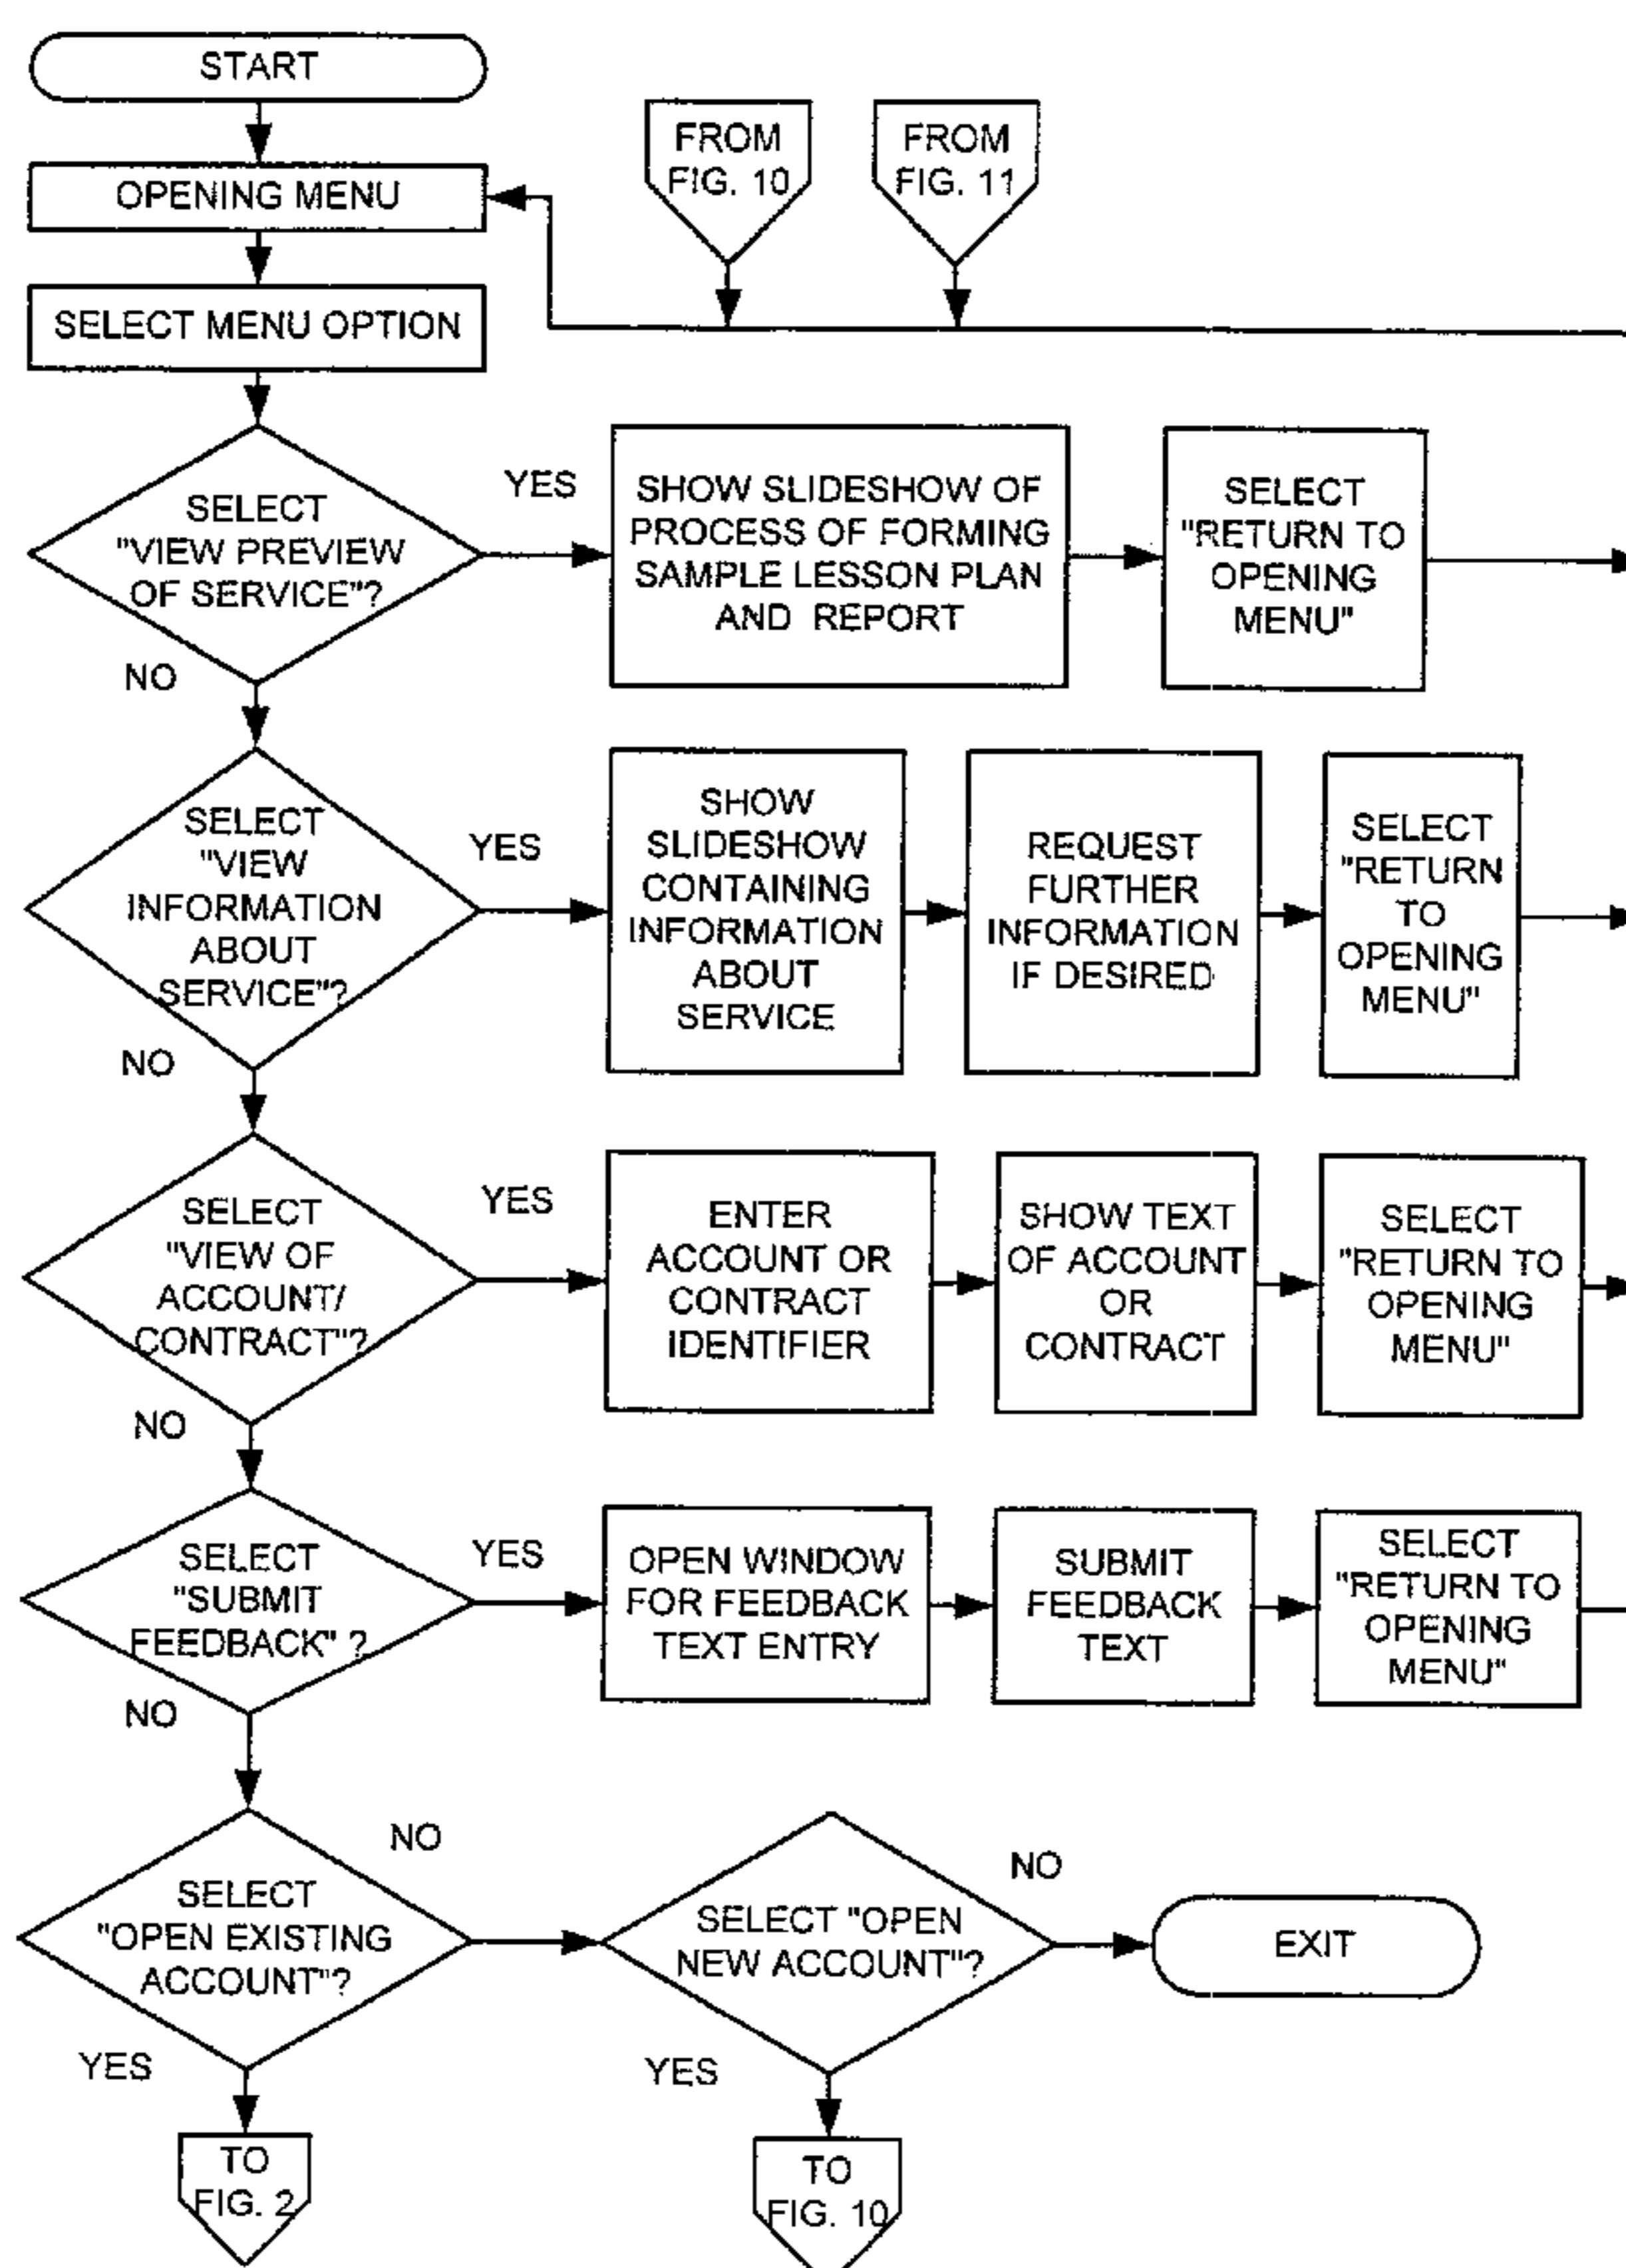 START
FROM
FIG. 10
FROM
FIG. 11
OPENING MENU
SELECT MENU OPTION
SELECT
"VIEW PREVIEW
OF SERVICE"?
YES
NO
SHOW SLIDESHOW OF
PROCESS OF FORMING
SAMPLE LESSON PLAN
AND REPORT
SELECT
"RETURN TO
OPENING
MENU"
SELECT
"VIEW
INFORMATION
ABOUT
SERVICE"?
YES
NO
SHOW
SLIDESHOW
CONTAINING
INFORMATION
ABOUT
SERVICE
REQUEST
FURTHER
INFORMATION
IF DESIRED
SELECT
"RETURN
TO
OPENING
MENU"
SELECT
"VIEW OF
ACCOUNT/
CONTRACT"?
YES
NO
ENTER
ACCOUNT OR
CONTRACT
IDENTIFIER
SHOW TEXT
OF ACCOUNT
OR
CONTRACT
SELECT
"RETURN TO
OPENING
MENU"
SELECT
"SUBMIT
FEEDBACK" ?
YES
NO
OPEN WINDOW
FOR FEEDBACK
TEXT ENTRY
SUBMIT
FEEDBACK
TEXT
SELECT
"RETURN TO
OPENING
MENU"
SELECT
"OPEN EXISTING
ACCOUNT"?
NO
YES
SELECT "OPEN
NEW ACCOUNT"?
NO
YES
EXIT
TO
FIG. 2
TO
FIG. 10